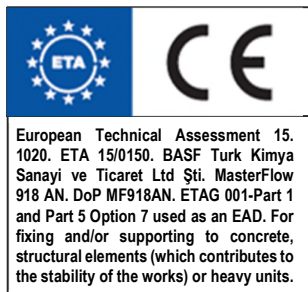 ETA
CE
European Technical Assessment 15.
1020. ETA 15/0150. BASF Turk Kimya
Sanayi ve Ticaret Ltd Şti. MasterFlow
918 AN. DoP MF918AN. ETAG 001-Part 1
and Part 5 Option 7 used as an EAD. For
fixing and/or supporting to concrete,
structural elements (which contributes to
the stability of the works) or heavy units.